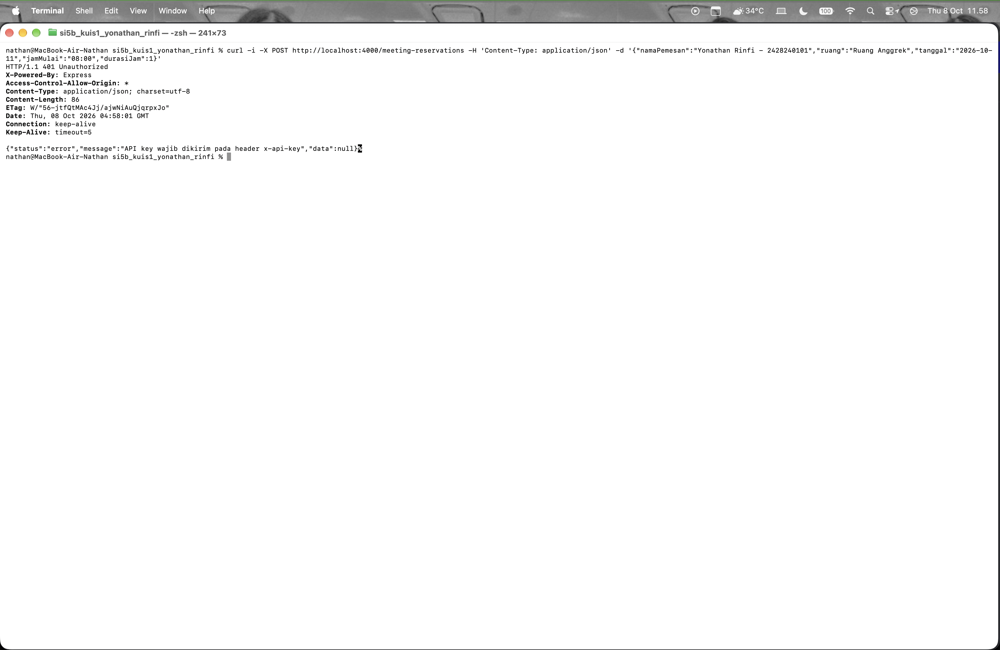 Terminal Shell Edit View Window Help 34°C 100 Thu 8 Oct 11.58
si5b_kuis1_yonathan_rinfi — -zsh — 241×73
nathan@MacBook-Air-Nathan si5b_kuis1_yonathan_rinfi % curl -i -X POST http://localhost:4000/meeting-reservations -H 'Content-Type: application/json' -d '{"namaPemesan":"Yonathan Rinfi - 2428240101","ruang":"Ruang Anggrek","tanggal":"2026-10-
11","jamMulai":"08:00","durasiJam":1}'
HTTP/1.1 401 Unauthorized
X-Powered-By: Express
Access-Control-Allow-Origin: *
Content-Type: application/json; charset=utf-8
Content-Length: 86
ETag: W/"56-jtfQtMAc4Jj/ajwNiAuQjqrpxJo"
Date: Thu, 08 Oct 2026 04:58:01 GMT
Connection: keep-alive
Keep-Alive: timeout=5
{"status":"error","message":"API key wajib dikirim pada header x-api-key","data":null}%
nathan@MacBook-Air-Nathan si5b_kuis1_yonathan_rinfi %